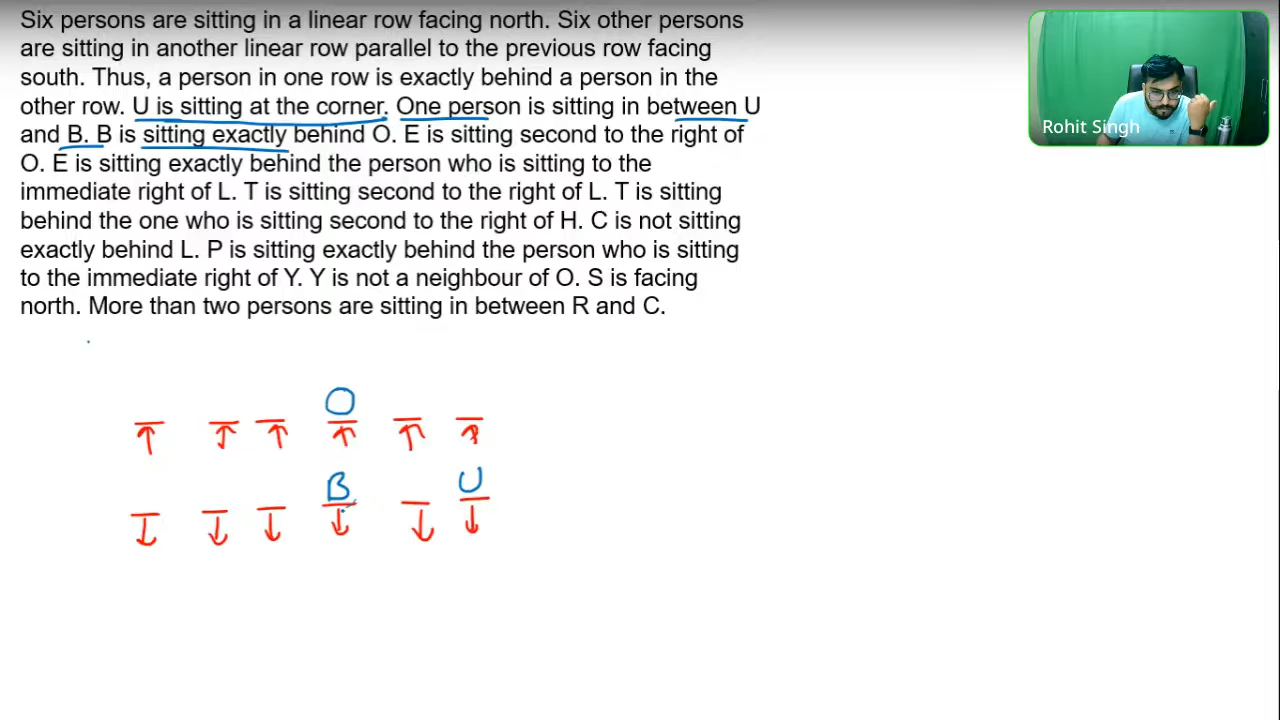 Six persons are sitting in a linear row facing north. Six other persons
are sitting in another linear row parallel to the previous row facing
south. Thus, a person in one row is exactly behind a person in the
other row. U is sitting at the corner. One person is sitting in between U
and B. B is sitting exactly behind O. E is sitting second to the right of
O. E is sitting exactly behind the person who is sitting to the
immediate right of L. T is sitting second to the right of L. T is sitting
behind the one who is sitting second to the right of H. C is not sitting
exactly behind L. P is sitting exactly behind the person who is sitting
to the immediate right of Y. Y is not a neighbour of O. S is facing
north. More than two persons are sitting in between R and C.
Rohit Singh
O
B U